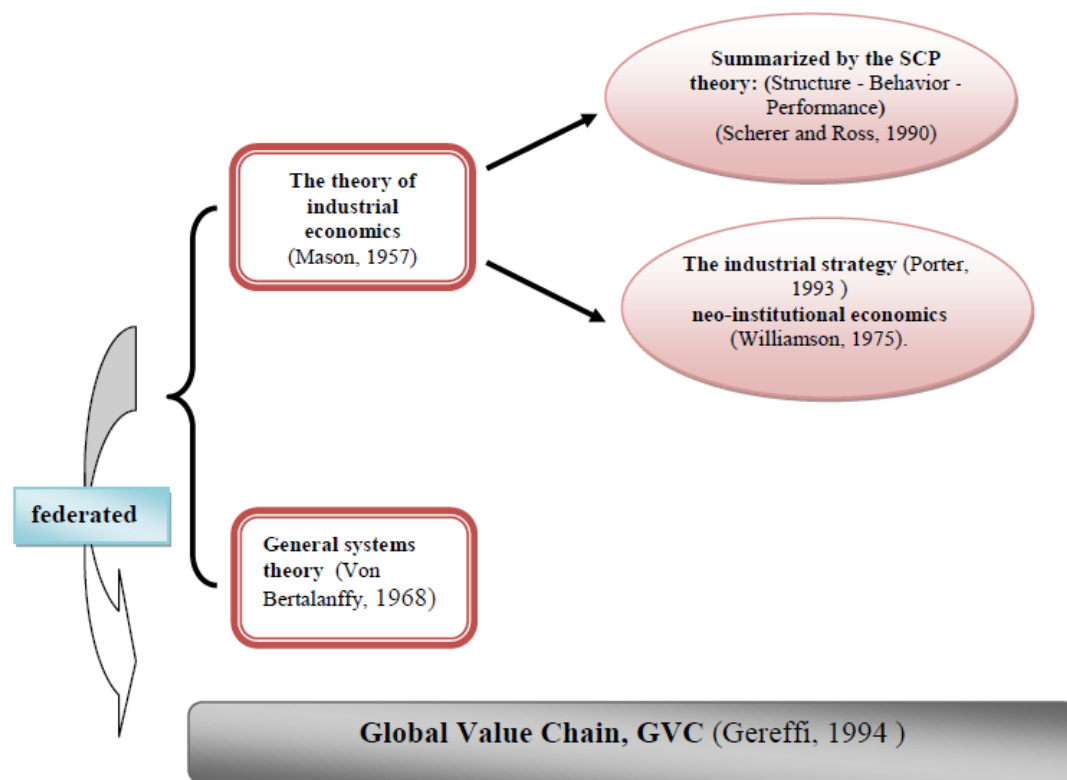 Summarized by the SCP
theory: (Structure - Behavior -
Performance)
(Scherer and Ross, 1990)
The theory of
industrial
economics
(Mason, 1957)
The industrial strategy (Porter,
1993 )
neo-institutional economics
(Williamson, 1975).
federated
General systems
theory (Von
Bertalanffy, 1968)
Global Value Chain, GVC (Gereffi, 1994 )